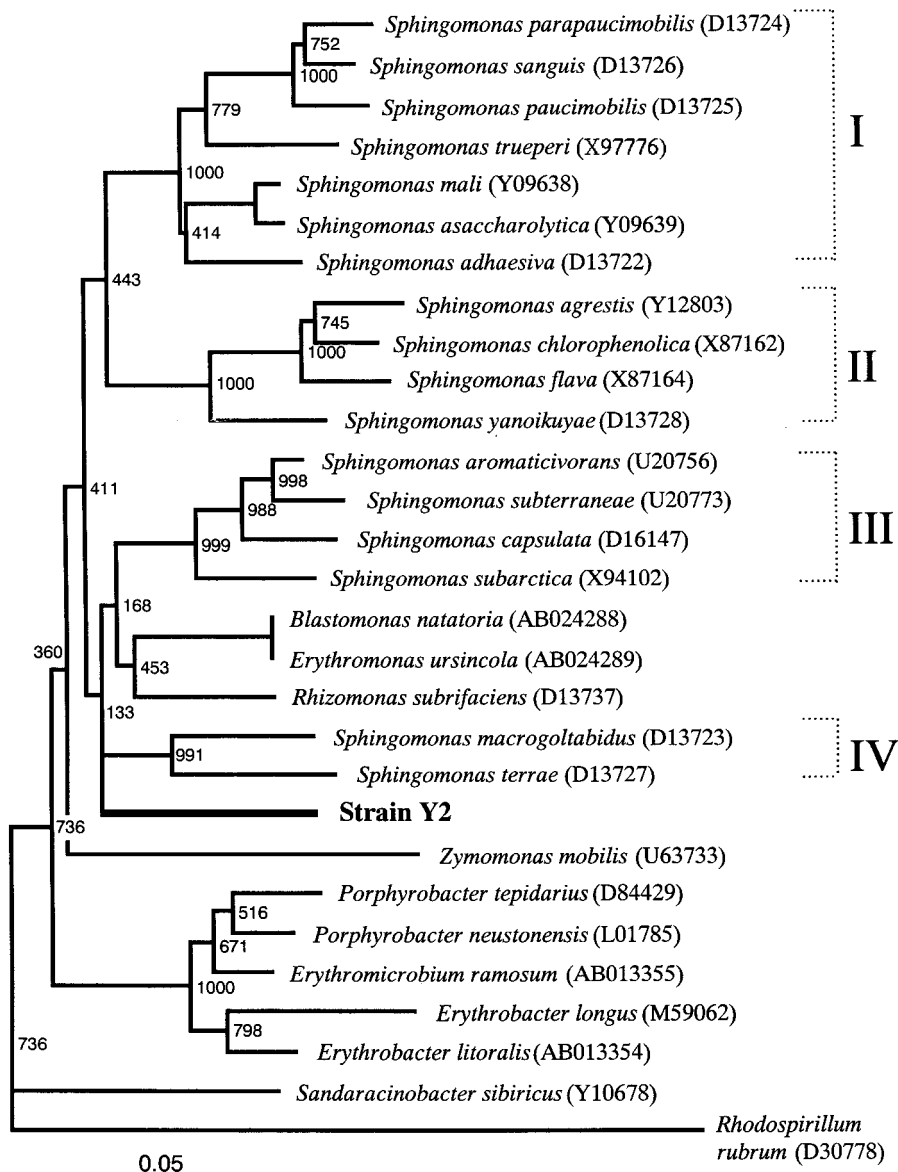 Sphingomonas parapaucimobilis (D13724)
752
Sphingomonas sanguis (D13726)
1000
779
Sphingomonas paucimobilis (D13725)
I
Sphingomonas trueperi (X97776)
1000
Sphingomonas mali (Y09638)
Sphingomonas asaccharolytica (Y09639)
414
Sphingomonas adhaesiva (D13722)
443
Sphingomonas agrestis (Y12803)
745
Sphingomonas chlorophenolica (X87162)
1000
II
Sphingomonas flava (X87164)
1000
Sphingomonas yanoikuyae (D13728)
Sphingomonas aromaticivorans (U20756)
998
411
Sphingomonas subterraneae (U20773)
988
III
Sphingomonas capsulata (D16147)
999
Sphingomonas subarctica (X94102)
168
Blastomonas natatoria (AB024288)
360
Erythromonas ursincola (AB024289)
453
Rhizomonas subrifaciens (D13737)
133
Sphingomonas macrogoltabidus (D13723)
991
IV
Sphingomonas terrae (D13727)
Strain Y2
736
Zymomonas mobilis (U63733)
Porphyrobacter tepidarius (D84429)
516
Porphyrobacter neustonensis (L01785)
671
Erythromicrobium ramosum (AB013355)
1000
Erythrobacter longus (M59062)
798
736
Erythrobacter litoralis (AB013354)
Sandaracinobacter sibiricus (Y10678)
Rhodospirillum
rubrum (D30778)
0.05